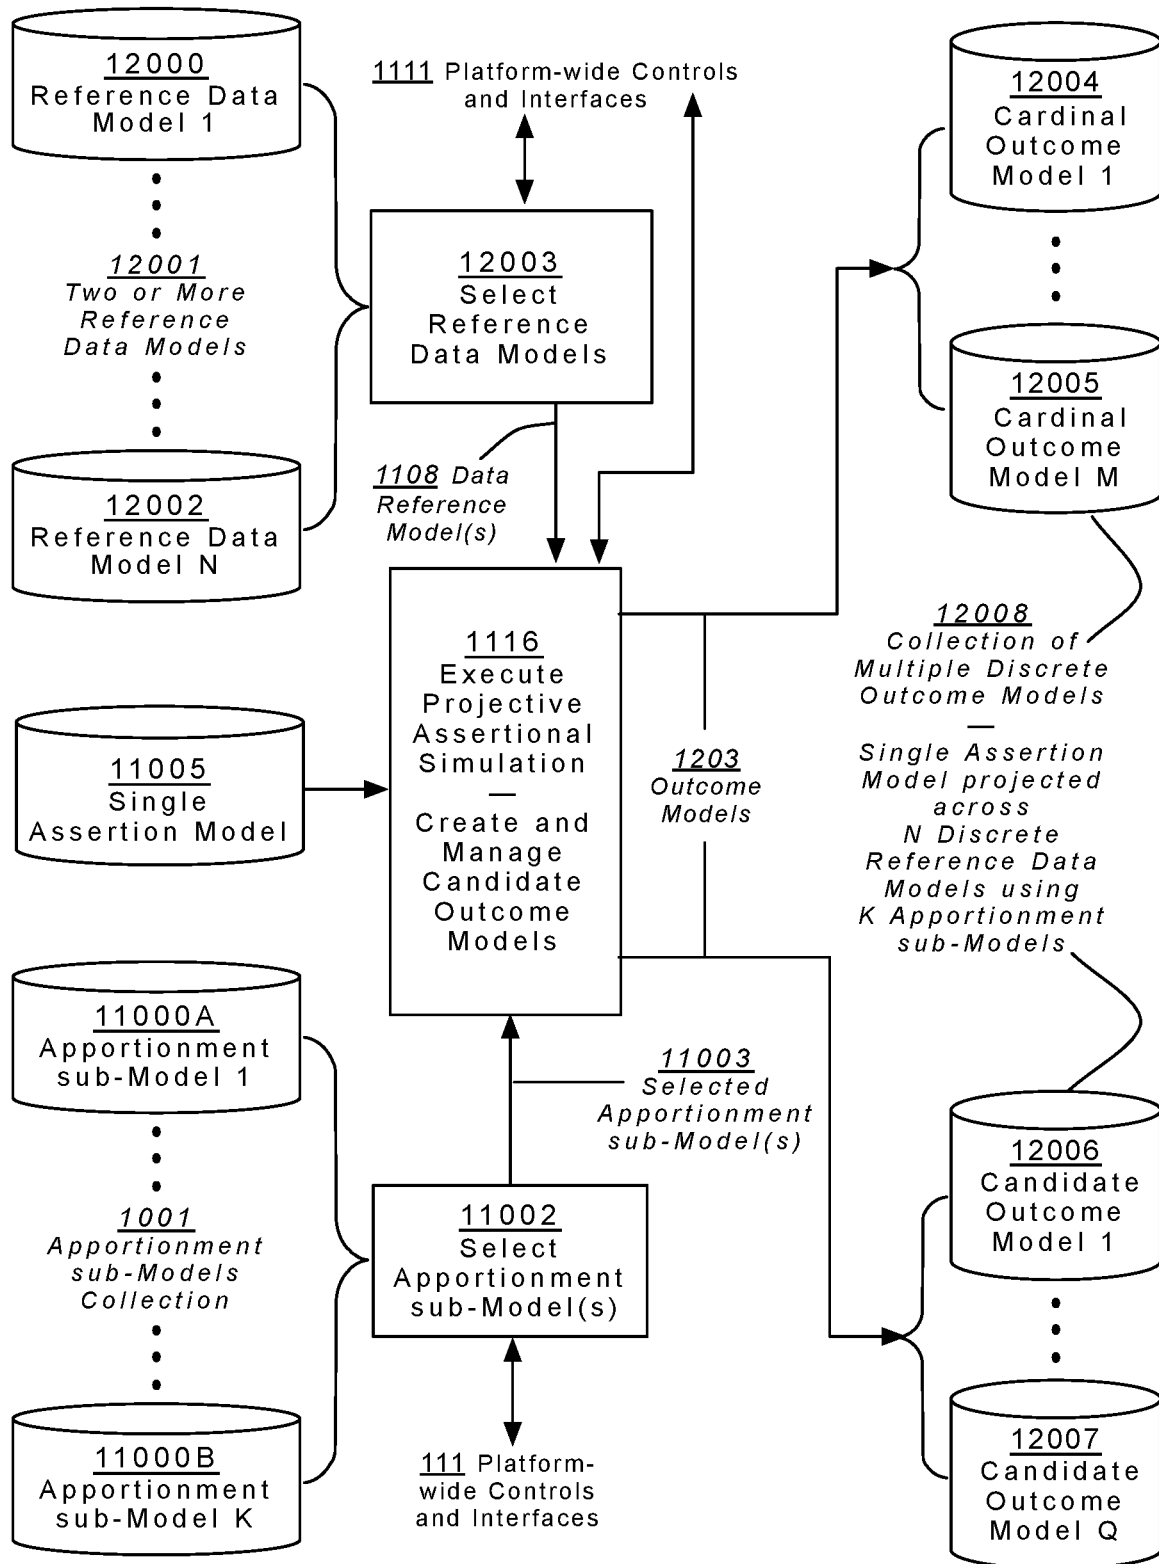 12000
Reference Data
Model 1
12001
Two or More
Reference
Data Models
12002
Reference Data
Model N
1111 Platform-wide Controls
and Interfaces
12003
Select
Reference
Data Models
1108 Data
Reference
Model(s)
11005
Single
Assertion Model
1116
Execute
Projective
Assertional
Simulation
—
Create and
Manage
Candidate
Outcome
Models
1203
Outcome
Models
12004
Cardinal
Outcome
Model 1
12005
Cardinal
Outcome
Model M
12008
Collection of
Multiple Discrete
Outcome Models
—
Single Assertion
Model projected
across
N Discrete
Reference Data
Models using
K Apportionment
sub-Models
11000A
Apportionment
sub-Model 1
1001
Apportionment
sub-Models
Collection
11000B
Apportionment
sub-Model K
11003
Selected
Apportionment
sub-Model(s)
11002
Select
Apportionment
sub-Model(s)
111 Platform-
wide Controls
and Interfaces
12006
Candidate
Outcome
Model 1
12007
Candidate
Outcome
Model Q